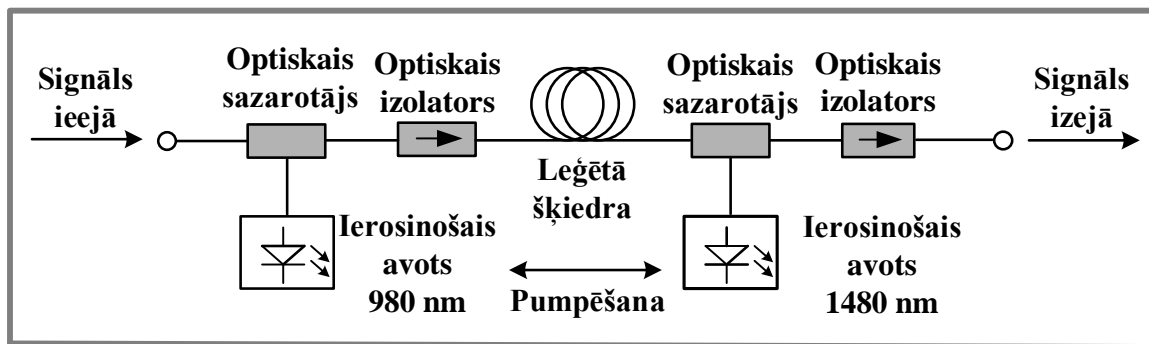 Signāls
ieejā
Optiskais
sazarotājs
Optiskais
izolators
Leģētā
šķiedra
Optiskais
sazarotājs
Optiskais
izolators
Signāls
izejā
Ierosinošais
avots
980 nm
Pumpēšana
Ierosinošais
avots
1480 nm